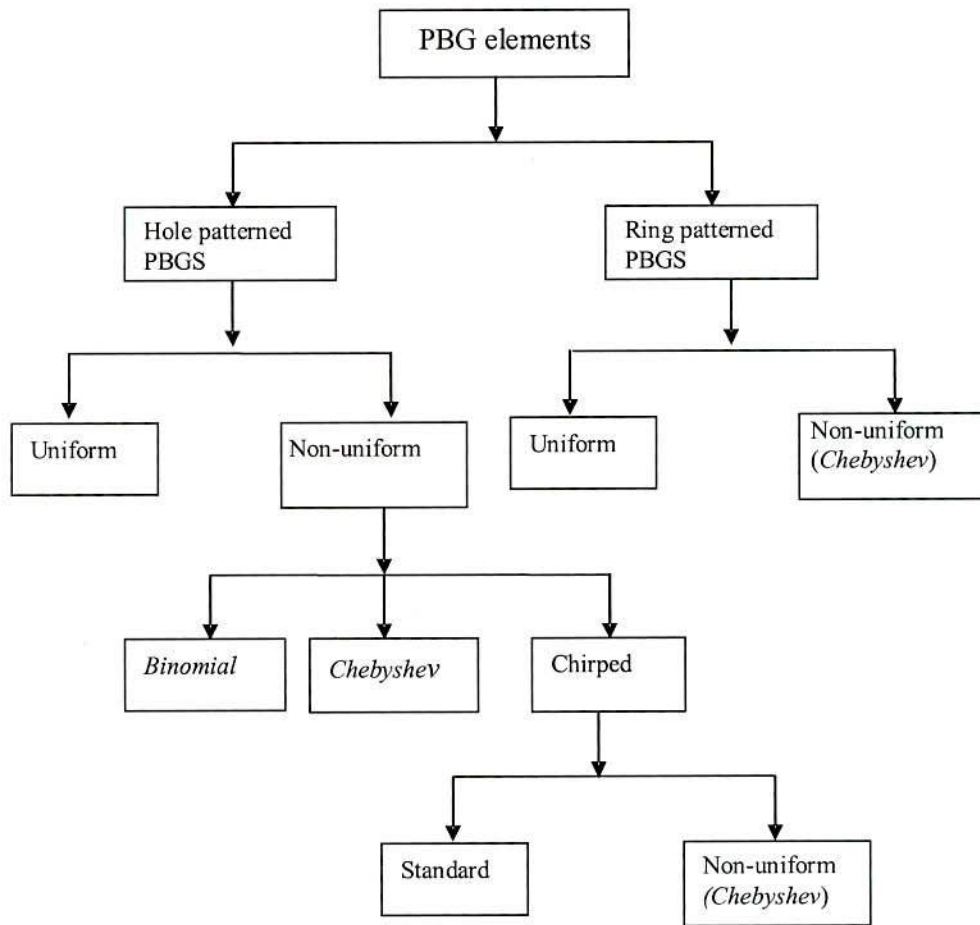 PBG elements
Hole patterned
PBGS
Ring patterned
PBGS
Uniform
Non-uniform
Uniform
Non-uniform
(Chebyshev)
Binomial
Chebyshev
Chirped
Standard
Non-uniform
(Chebyshev)